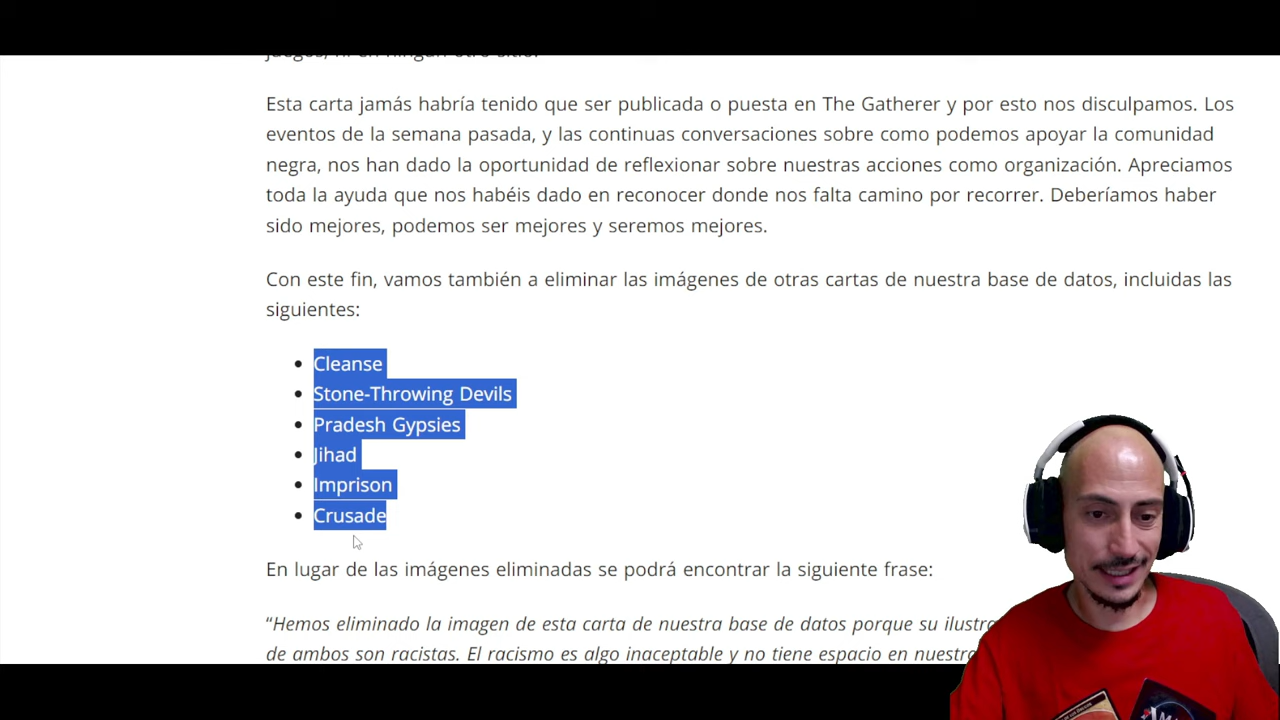 juegos, ni en ningún otro sitio.
Esta carta jamás habría tenido que ser publicada o puesta en The Gatherer y por esto nos disculpamos. Los
eventos de la semana pasada, y las continuas conversaciones sobre como podemos apoyar la comunidad
negra, nos han dado la oportunidad de reflexionar sobre nuestras acciones como organización. Apreciamos
toda la ayuda que nos habéis dado en reconocer donde nos falta camino por recorrer. Deberíamos haber
sido mejores, podemos ser mejores y seremos mejores.
Con este fin, vamos también a eliminar las imágenes de otras cartas de nuestra base de datos, incluidas las
siguientes:
Cleanse
Stone-Throwing Devils
Pradesh Gypsies
Jihad
Imprison
Crusade
En lugar de las imágenes eliminadas se podrá encontrar la siguiente frase:
“Hemos eliminado la imagen de esta carta de nuestra base de datos porque su
de ambos son racistas. El racismo es algo inaceptable y no tiene espacio en